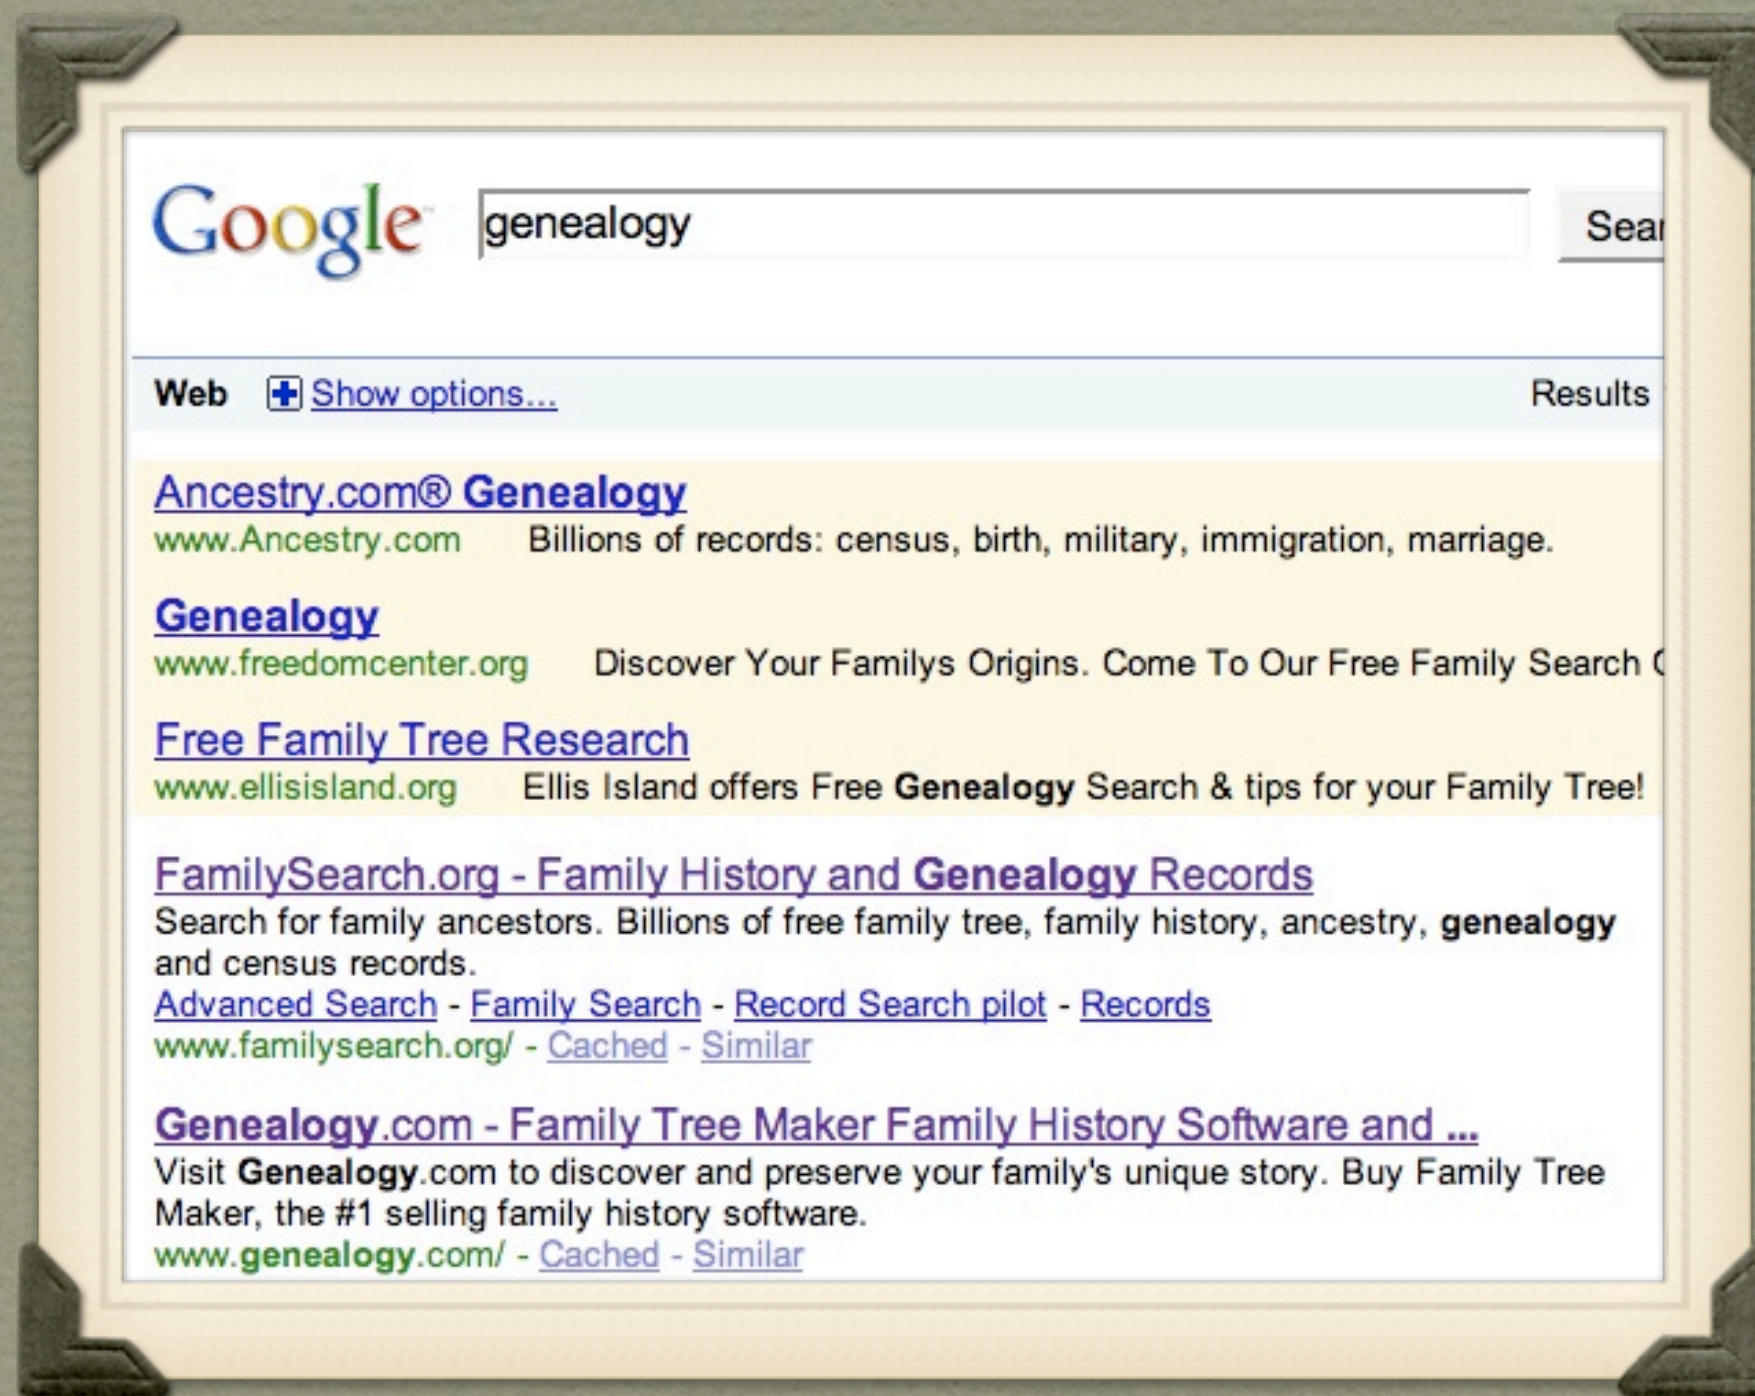 Google™ genealogy Sear
Web Show options... Results
Ancestry.com® Genealogy
www.Ancestry.com Billions of records: census, birth, military, immigration, marriage.
Genealogy
www.freedomcenter.org Discover Your Familys Origins. Come To Our Free Family Search
Free Family Tree Research
www.ellisisland.org Ellis Island offers Free Genealogy Search & tips for your Family Tree!
FamilySearch.org - Family History and Genealogy Records
Search for family ancestors. Billions of free family tree, family history, ancestry, genealogy
and census records.
Advanced Search - Family Search - Record Search pilot - Records
www.familysearch.org/ - Cached - Similar
Genealogy.com - Family Tree Maker Family History Software and ...
Visit Genealogy.com to discover and preserve your family's unique story. Buy Family Tree
Maker, the #1 selling family history software.
www.genealogy.com/ - Cached - Similar